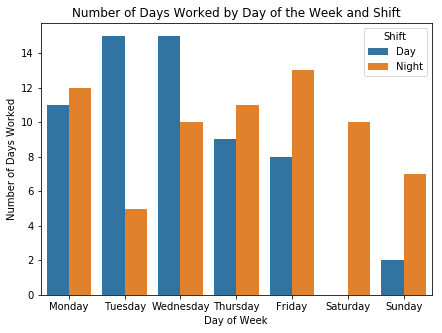 Number of Days Worked by Day of the Week and Shift
Shift
Day
Night
Number of Days Worked
14
12
10
8
6
4
2
0
Monday Tuesday Wednesday Thursday Friday Saturday Sunday
Day of Week